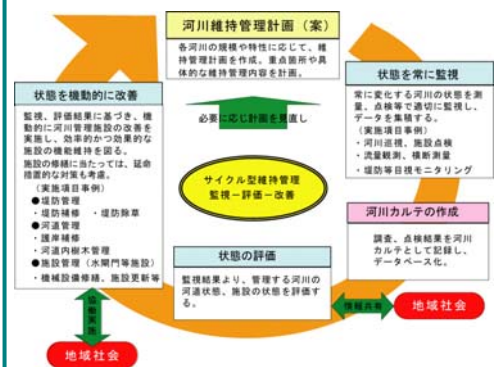 河川維持管理計画（案）
各河川の規模や特性に応じて、維
持管理計画を作成。重点箇所や具
体的な維持管理内容を計画。
必要に応じ計画を見直し
状態を常に監視
常に変化する河川の状態を測
量、点検等で適切に監視し、
データを集積する。
（実施項目事例）
・河川巡視、施設点検
・流量観測、横断測量
・堤防等目視モニタリング
河川カルテの作成
調査、点検結果を河川
カルテとして記録し、
データベース化。
情報共有
地域社会
状態の評価
監視結果より、管理する河川の
河道状態、施設の状態を評価す
る。
状態を機動的に改善
監視、評価結果に基づき、機
動的に河川管理施設の改善を
実施し、効率的かつ効果的な
施設の機能維持を図る。
施設の修繕に当たっては、延命
措置的な対策も考慮。
（実施項目事例）
●堤防管理
・堤防補修　・堤防除草
●河道管理
・護岸補修
・河道内樹木管理
●施設管理（水閘門等施設）
・機械設備修繕、施設更新等
協働実施
地域社会
サイクル型維持管理
監視－評価－改善